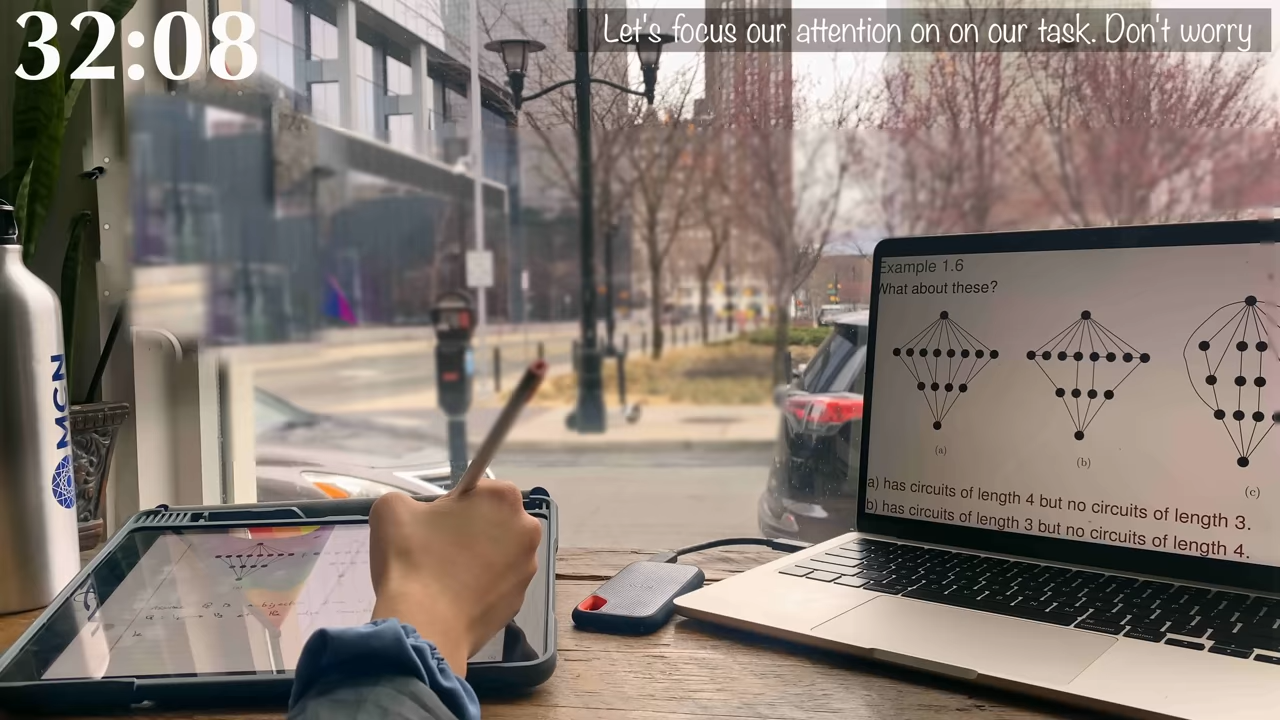 32:08
Let's focus our attention on on our task. Don't worry
MCN
Example 1.6
What about these?
(a)
(b)
(c)
a) has circuits of length 4 but no circuits of length 3.
b) has circuits of length 3 but no circuits of length 4.